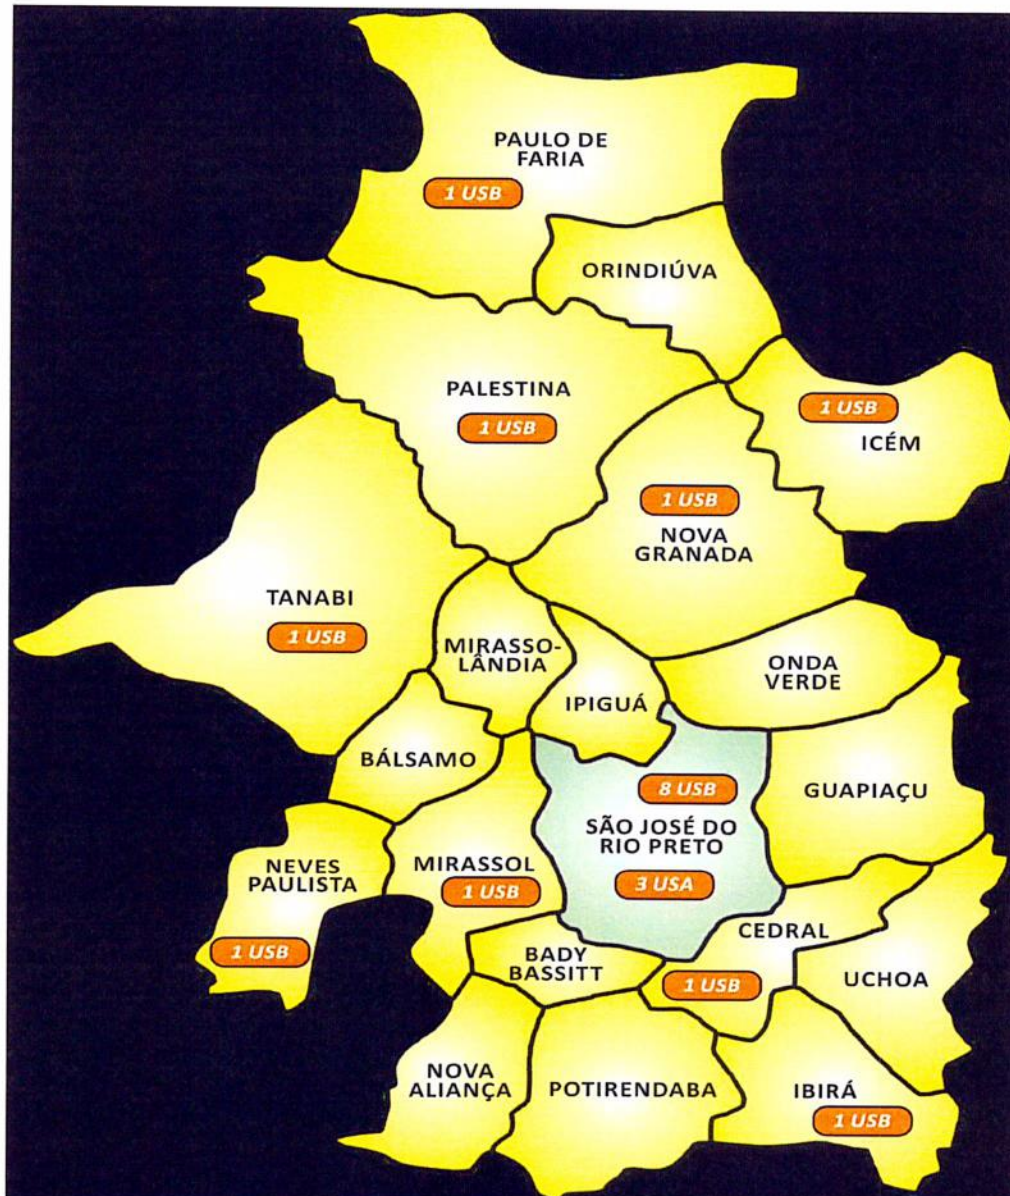 PAULO DE
FARIA
1 USB
ORINDIÚVA
PALESTINA
1 USB
1 USB
ICÉM
1 USB
NOVA
GRANADA
TANABI
1 USB
MIRASSO-
LÂNDIA
IPIGUÁ
ONDA
VERDE
BÁLSAMO
8 USB
SÃO JOSÉ DO
RIO PRETO
3 USA
GUAPIAÇU
NEVES
PAULISTA
1 USB
MIRASSOL
1 USB
BADY
BASSITT
CEDRAL
1 USB
UCHOA
NOVA
ALIANÇA
POTIRENDABA
IBIRÁ
1 USB